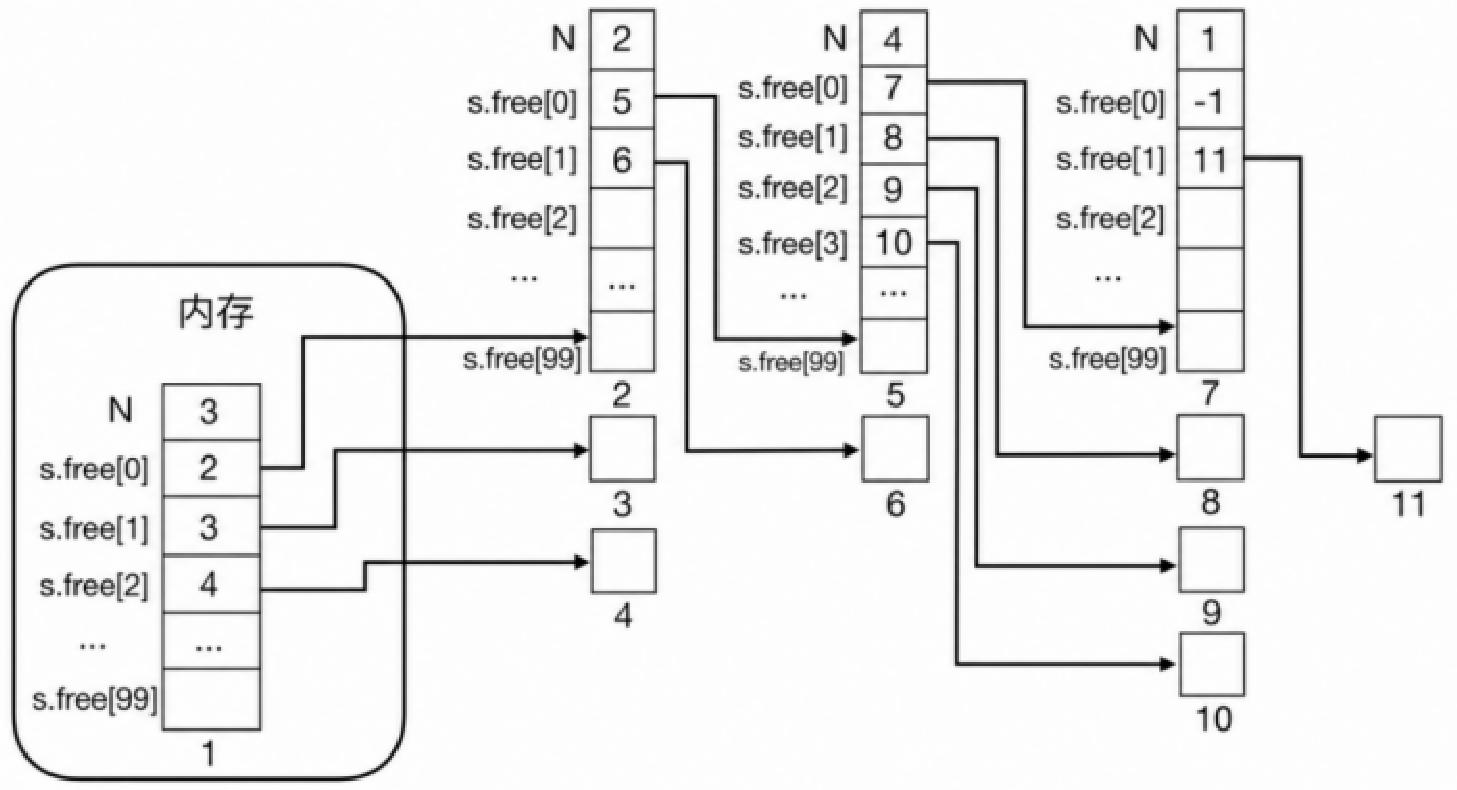 N 2
s.free[0] 5
s.free[1] 6
s.free[2]
... ...
s.free[99]
2
3
4
N 4
s.free[0] 7
s.free[1] 8
s.free[2] 9
s.free[3] 10
... ...
s.free[99]
5
6
N 1
s.free[0] -1
s.free[1] 11
s.free[2]
...
s.free[99]
7
8
9
10
11
内存
N 3
s.free[0] 2
s.free[1] 3
s.free[2] 4
... ...
s.free[99]
1